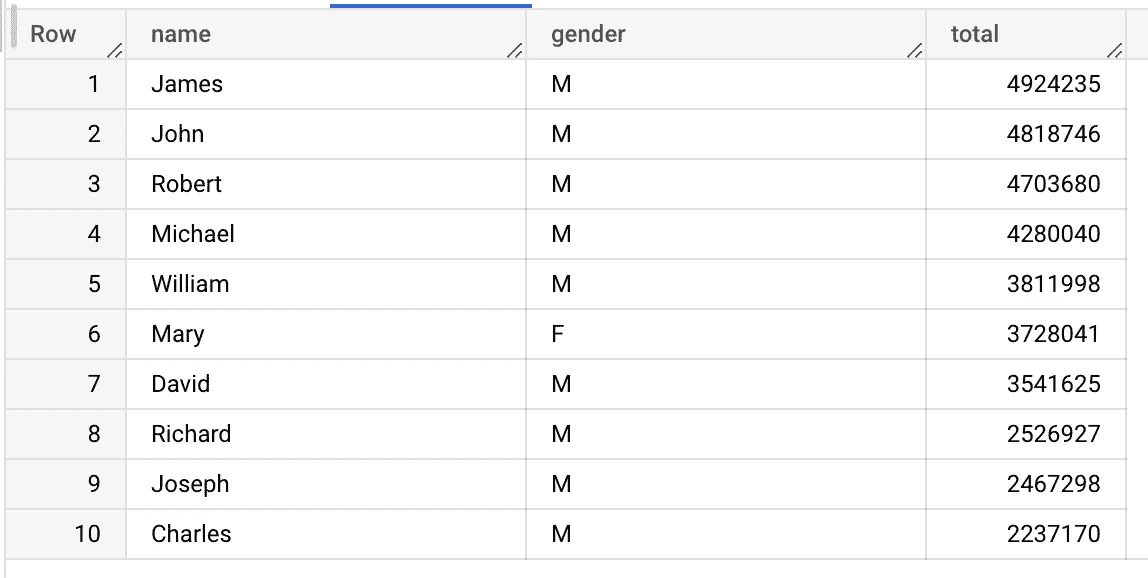 Row name gender total
1 James M 4924235
2 John M 4818746
3 Robert M 4703680
4 Michael M 4280040
5 William M 3811998
6 Mary F 3728041
7 David M 3541625
8 Richard M 2526927
9 Joseph M 2467298
10 Charles M 2237170